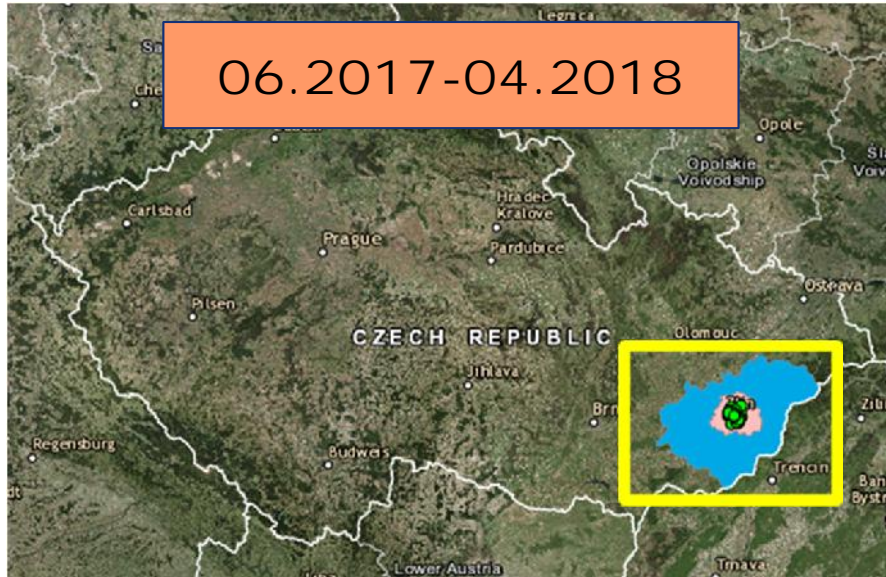 Legnica
06.2017-04.2018
Opole
Opolskie
Voivodship
Carlsbad
Hradec
Kralove
Prague
Pardubice
Ostrava
Pilsen
CZECH REPUBLIC
Olomouc
Jihlava
Regensburg
Budweis
Trencin
Lower Austria
Trnava